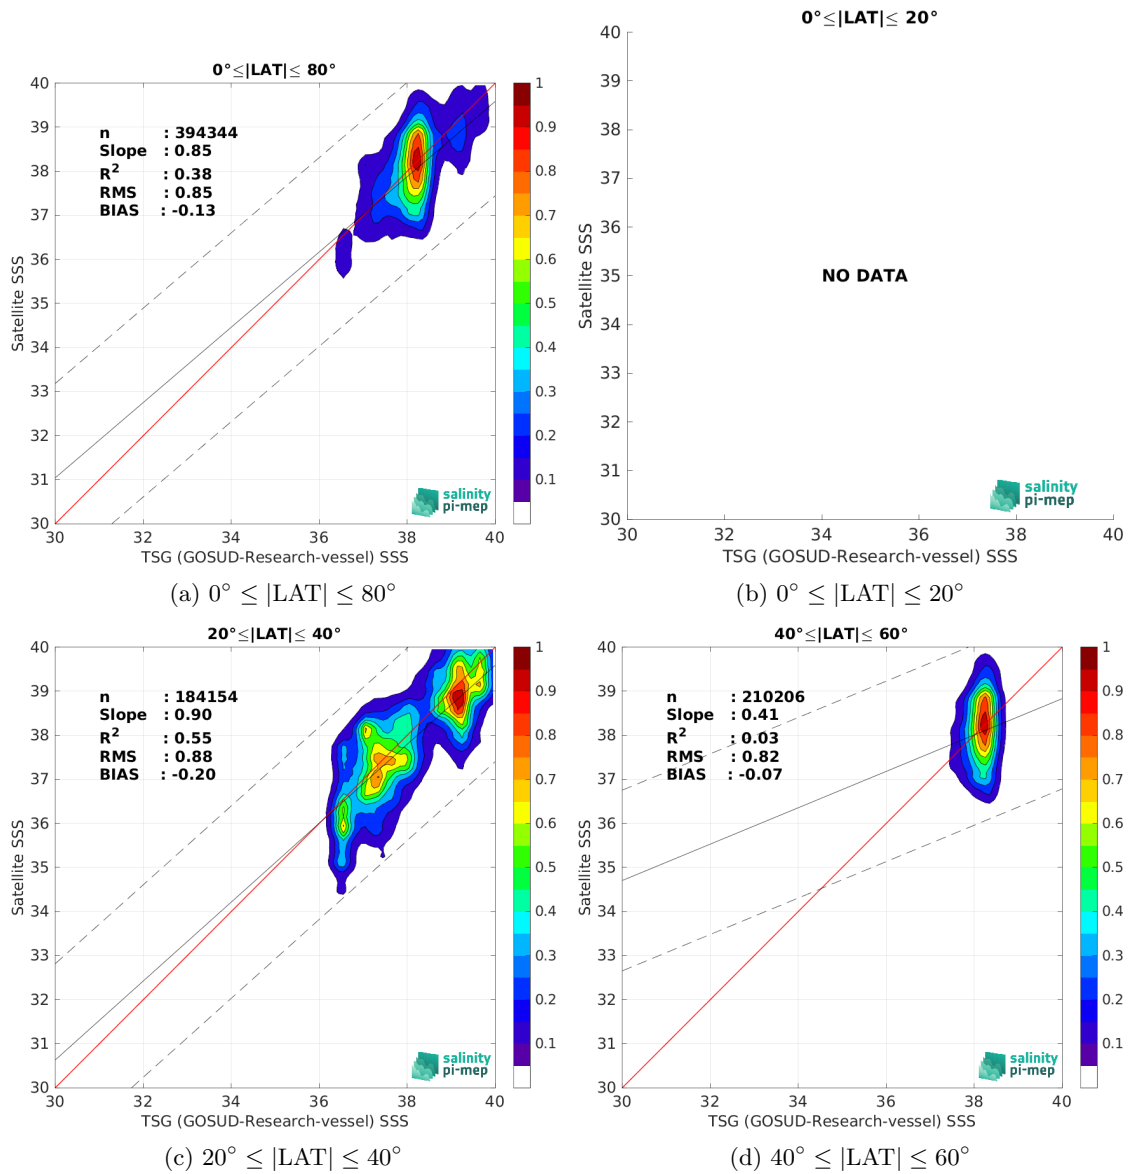 0°≤|LAT|≤ 80°
Satellite SSS
40
39
38
37
36
35
34
33
32
31
30
n : 394344
Slope : 0.85
R² : 0.38
RMS : 0.85
BIAS : -0.13
salinity
pi-mep
30 32 34 36 38 40
TSG (GOSUD-Research-vessel) SSS
1
0.9
0.8
0.7
0.6
0.5
0.4
0.3
0.2
0.1
(a) 0° ≤ |LAT| ≤ 80°
0°≤|LAT|≤ 20°
Satellite SSS
40
39
38
37
36
35
34
33
32
31
30
NO DATA
salinity
pi-mep
30 32 34 36 38 40
TSG (GOSUD-Research-vessel) SSS
(b) 0° ≤ |LAT| ≤ 20°
20°≤|LAT|≤ 40°
Satellite SSS
40
39
38
37
36
35
34
33
32
31
30
n : 184154
Slope : 0.90
R² : 0.55
RMS : 0.88
BIAS : -0.20
salinity
pi-mep
30 32 34 36 38 40
TSG (GOSUD-Research-vessel) SSS
1
0.9
0.8
0.7
0.6
0.5
0.4
0.3
0.2
0.1
(c) 20° ≤ |LAT| ≤ 40°
40°≤|LAT|≤ 60°
Satellite SSS
40
39
38
37
36
35
34
33
32
31
30
n : 210206
Slope : 0.41
R² : 0.03
RMS : 0.82
BIAS : -0.07
salinity
pi-mep
30 32 34 36 38 40
TSG (GOSUD-Research-vessel) SSS
1
0.9
0.8
0.7
0.6
0.5
0.4
0.3
0.2
0.1
(d) 40° ≤ |LAT| ≤ 60°